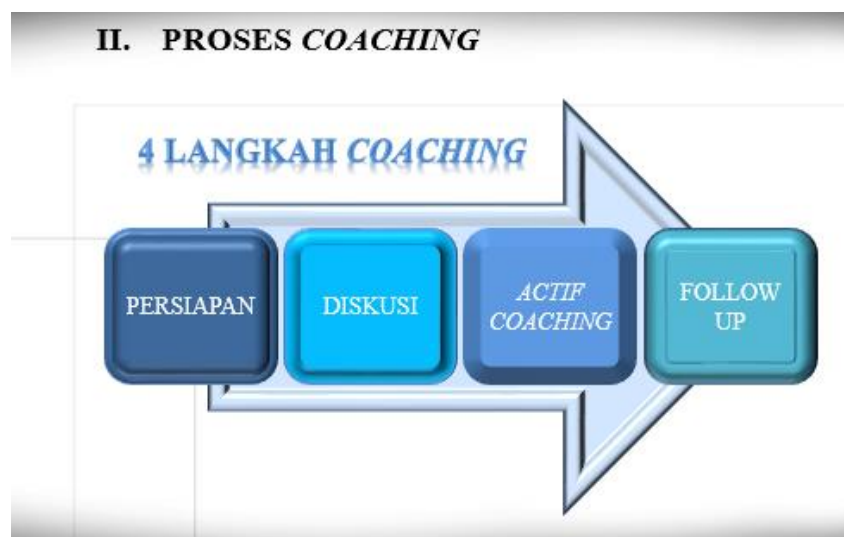 II. PROSES COACHING
4 LANGKAH COACHING
PERSIAPAN
DISKUSI
ACTIF
COACHING
FOLLOW
UP